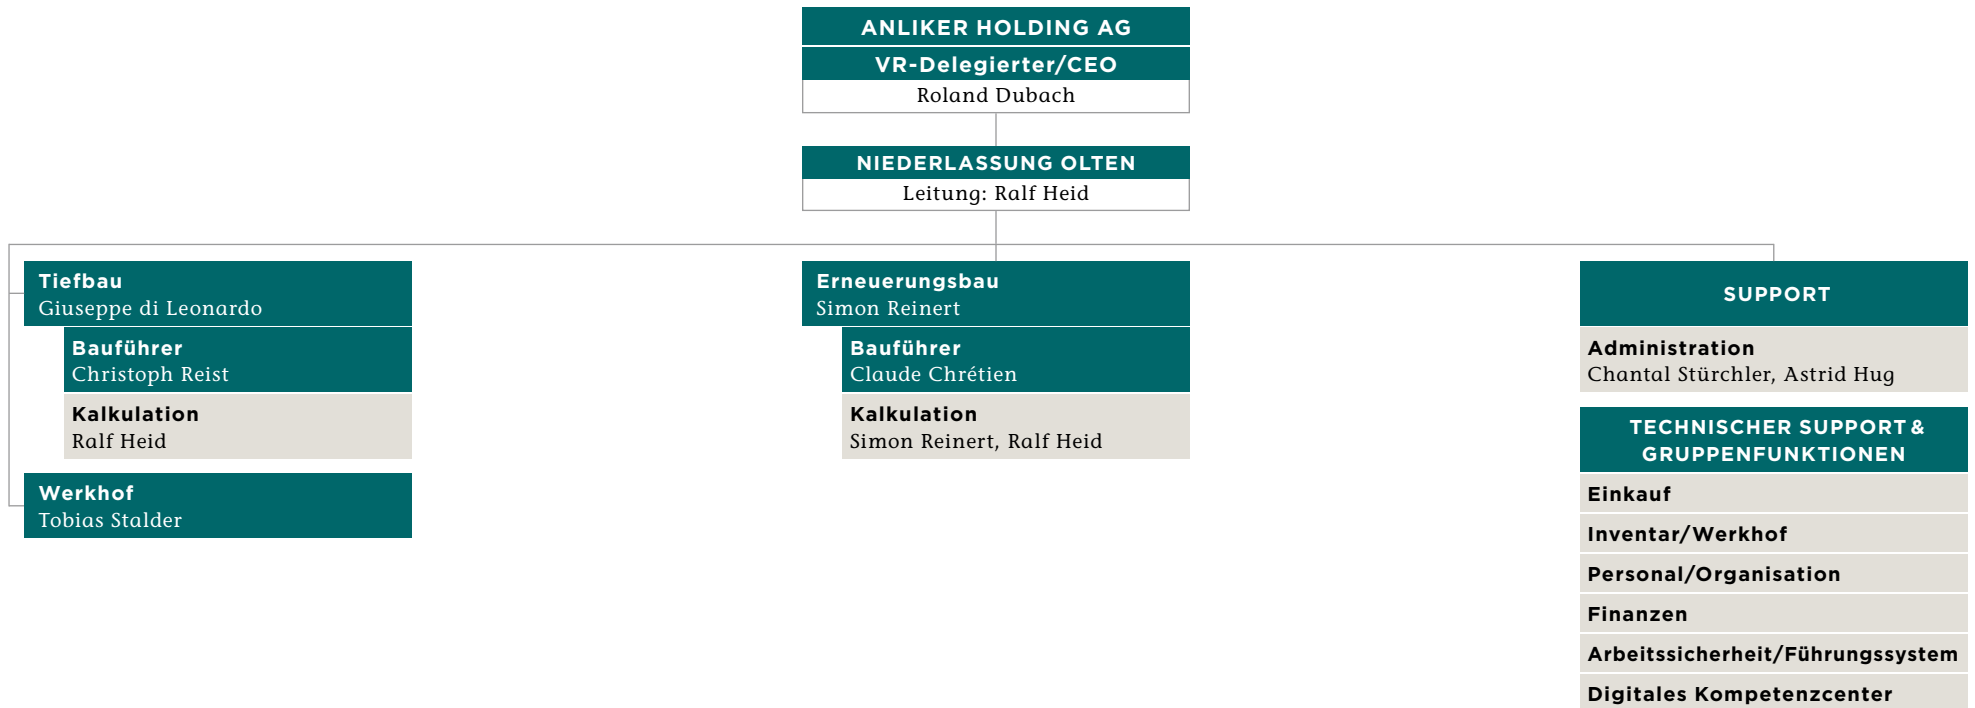 ANLIKER HOLDING AG
VR-Delegierter/CEO
Roland Dubach
NIEDERLASSUNG OLTEN
Leitung: Ralf Heid
Tiefbau
Giuseppe di Leonardo
Bauführer
Christoph Reist
Kalkulation
Ralf Heid
Werkhof
Tobias Stalder
Erneuerungsbau
Simon Reinert
Bauführer
Claude Chrétien
Kalkulation
Simon Reinert, Ralf Heid
SUPPORT
Administration
Chantal Stürchler, Astrid Hug
TECHNISCHER SUPPORT &
GRUPPENFUNKTIONEN
Einkauf
Inventar/Werkhof
Personal/Organisation
Finanzen
Arbeitssicherheit/Führungssystem
Digitales Kompetenzcenter